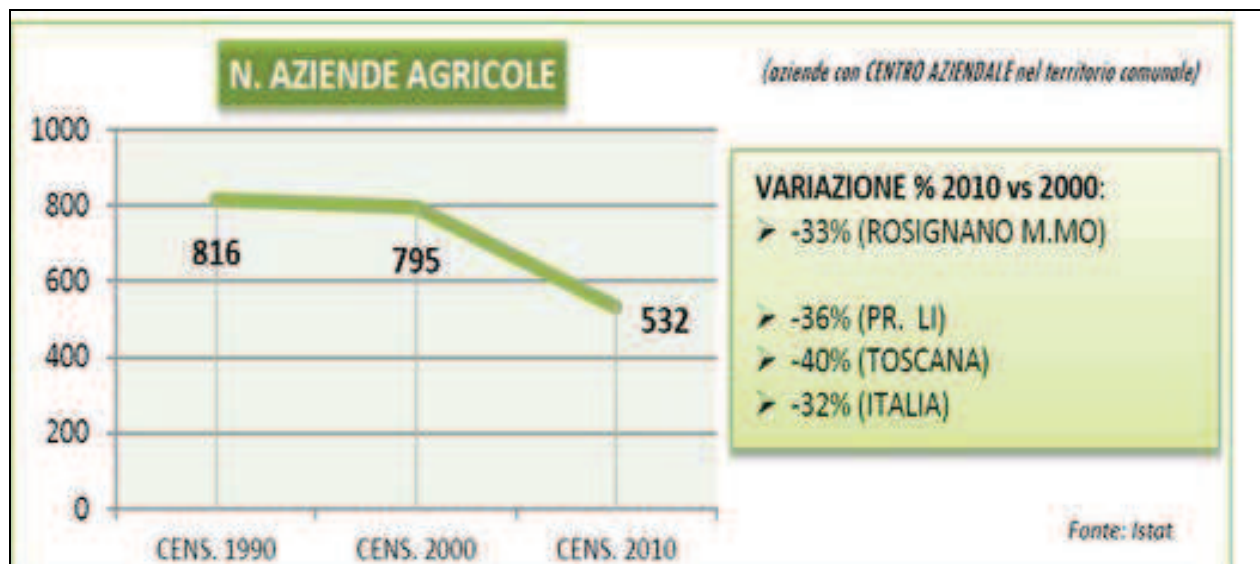 N. AZIENDE AGRICOLE
(aziende con CENTRO AZIENDALE nel territorio comunale)
1000
800
600
400
200
0
816
795
532
CENS. 1990
CENS. 2000
CENS. 2010
VARIAZIONE % 2010 vs 2000:
➤ -33% (ROSIGNANO M.MO)
➤ -36% (PR. LI)
➤ -40% (TOSCANA)
➤ -32% (ITALIA)
Fonte: Istat